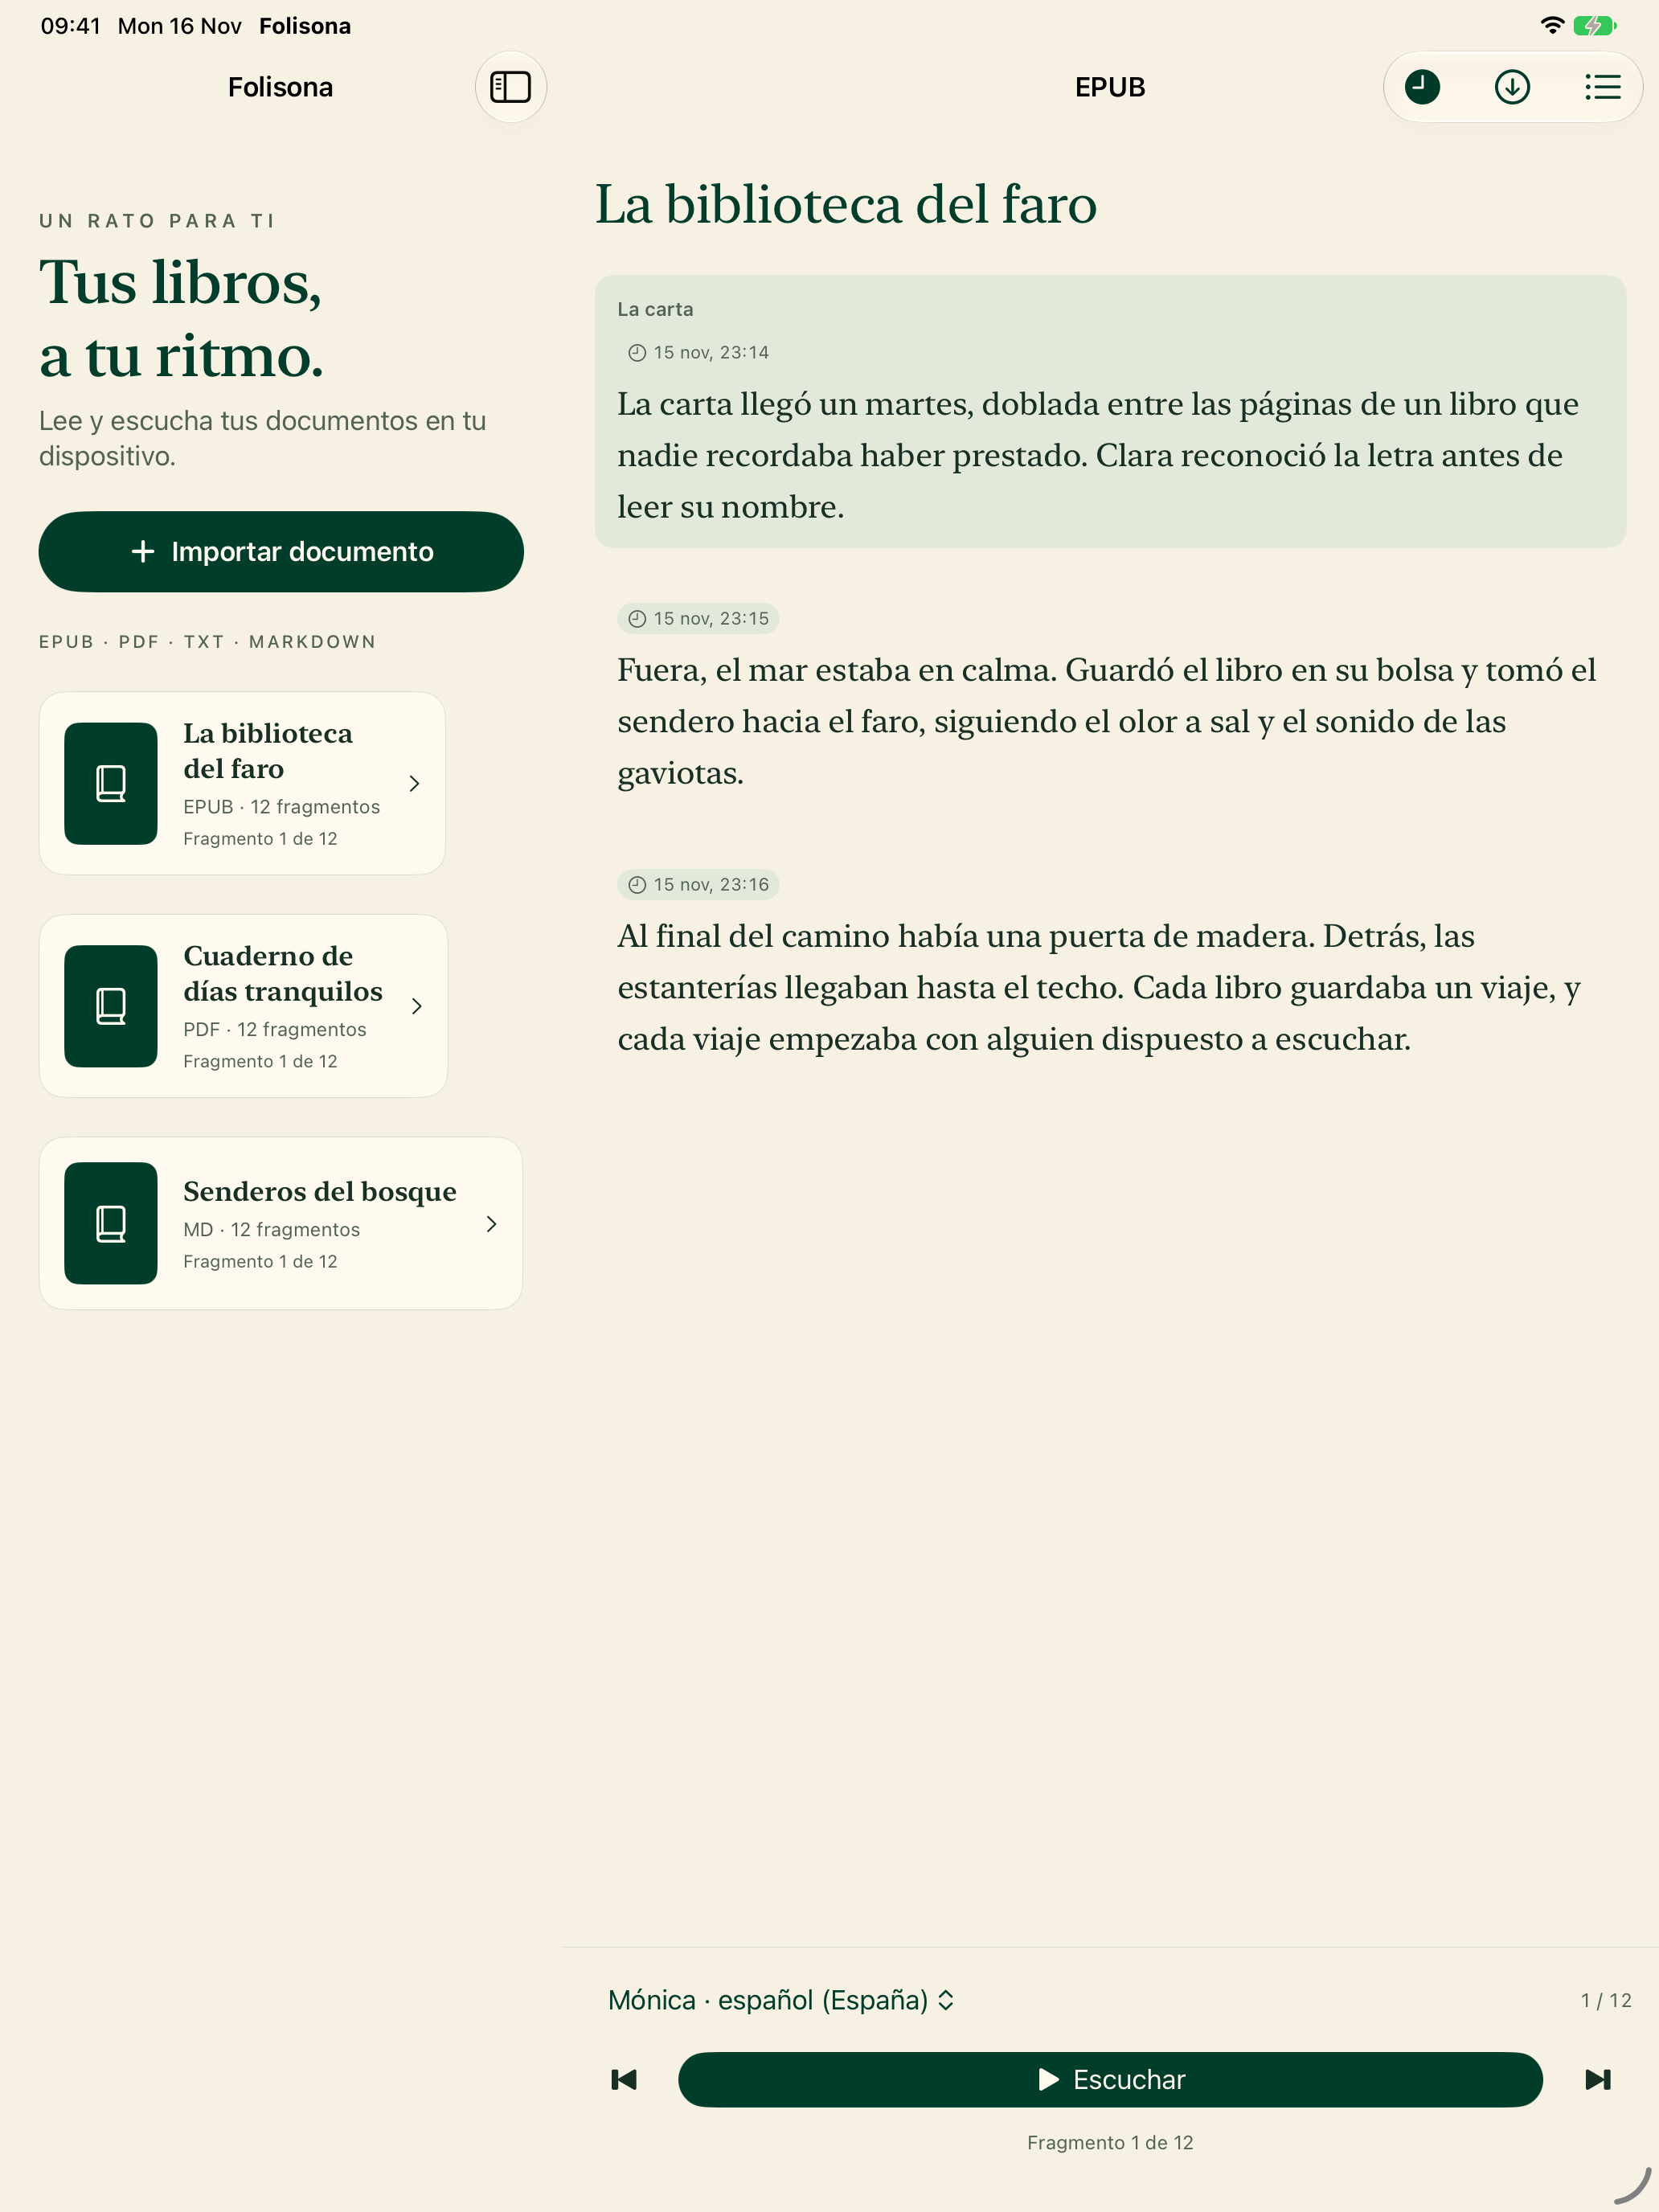 09:41 Mon 16 Nov Folisona
Folisona
EPUB
UN RATO PARA TI
Tus libros,
a tu ritmo.
Lee y escucha tus documentos en tu
dispositivo.
Importar documento
EPUB · PDF · TXT · MARKDOWN
La biblioteca
del faro
EPUB · 12 fragmentos
Fragmento 1 de 12
Cuaderno de
días tranquilos
PDF · 12 fragmentos
Fragmento 1 de 12
Senderos del bosque
MD · 12 fragmentos
Fragmento 1 de 12
La biblioteca del faro
La carta
15 nov, 23:14
La carta llegó un martes, doblada entre las páginas de un libro que
nadie recordaba haber prestado. Clara reconoció la letra antes de
leer su nombre.
15 nov, 23:15
Fuera, el mar estaba en calma. Guardó el libro en su bolsa y tomó el
sendero hacia el faro, siguiendo el olor a sal y el sonido de las
gaviotas.
15 nov, 23:16
Al final del camino había una puerta de madera. Detrás, las
estanterías llegaban hasta el techo. Cada libro guardaba un viaje, y
cada viaje empezaba con alguien dispuesto a escuchar.
Mónica · español (España)
1 / 12
Escuchar
Fragmento 1 de 12